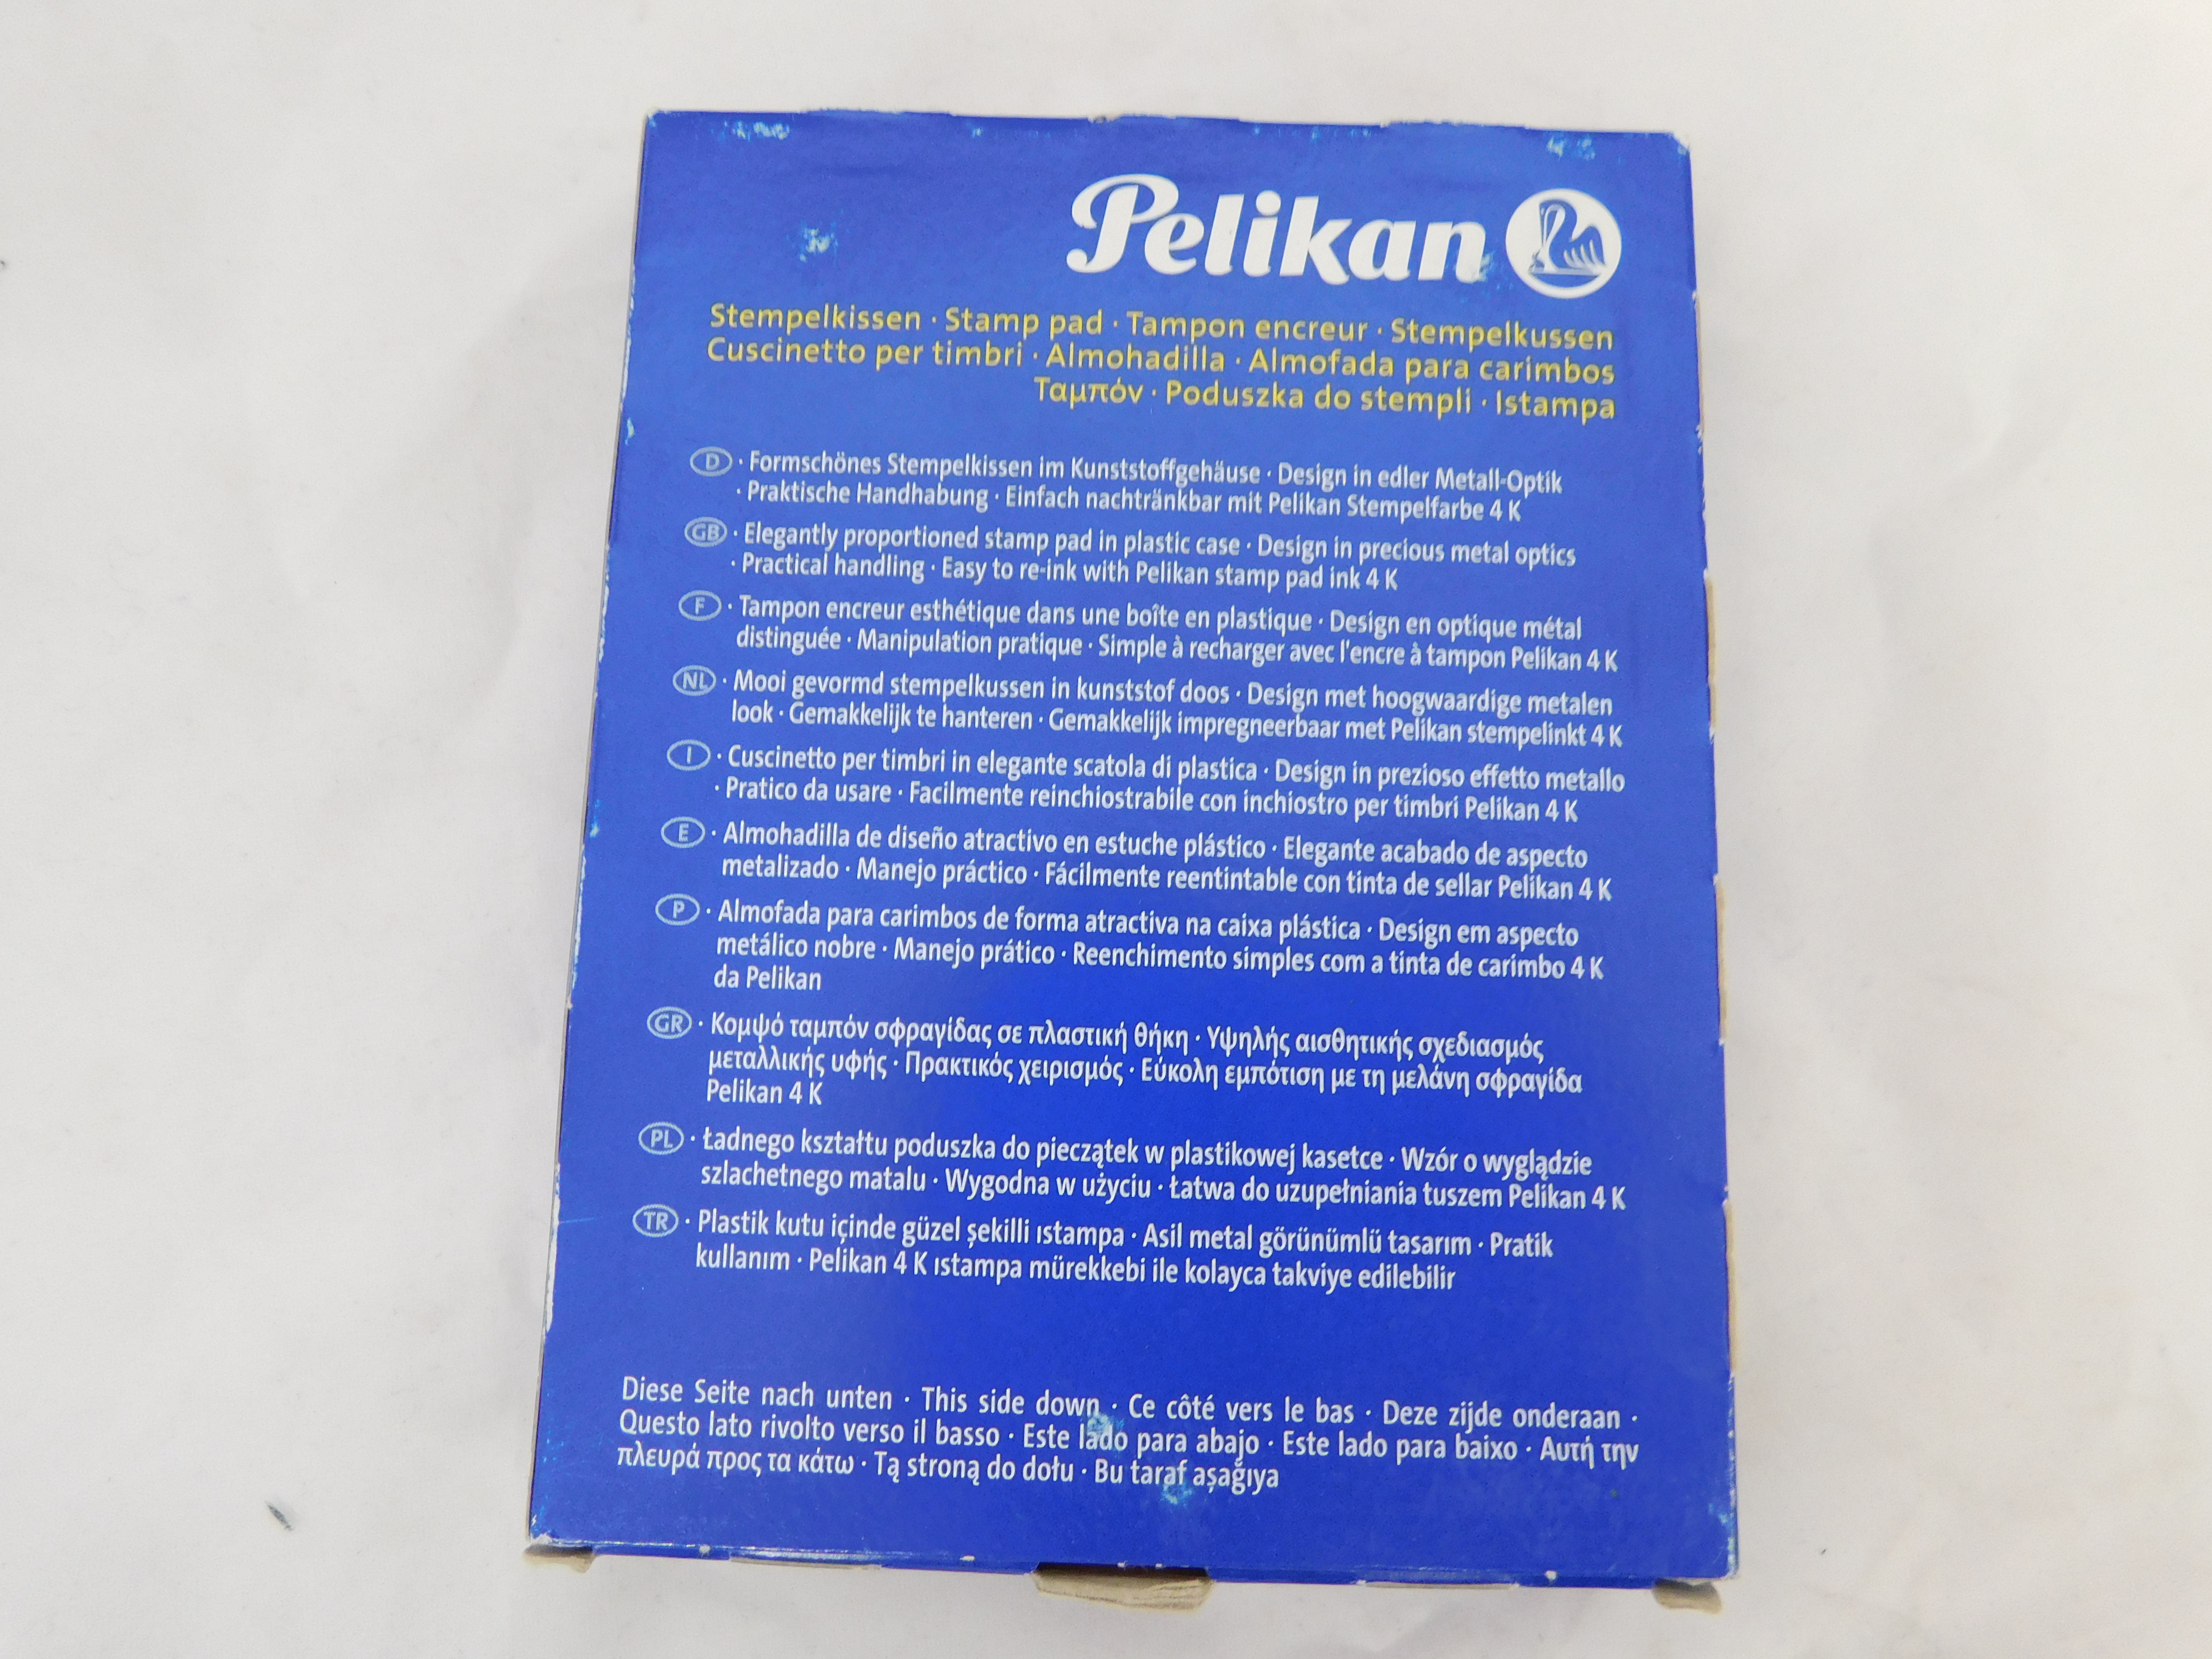 Pelikan
Stempelkissen · Stamp pad · Tampon encreur · Stempelkussen
Cuscinetto per timbri · Almohadilla · Almofada para carimbos
Ταμπόν · Poduszka do stempli · Istampa
D · Formschönes Stempelkissen im Kunststoffgehäuse · Design in edler Metall-Optik
· Praktische Handhabung · Einfach nachtränkbar mit Pelikan Stempelfarbe 4 K
GB · Elegantly proportioned stamp pad in plastic case · Design in precious metal optics
· Practical handling · Easy to re-ink with Pelikan stamp pad ink 4 K
F · Tampon encreur esthétique dans une boîte en plastique · Design en optique métal
distinguée · Manipulation pratique · Simple à recharger avec l'encre à tampon Pelikan 4 K
NL · Mooi gevormd stempelkussen in kunststof doos · Design met hoogwaardige metalen
look · Gemakkelijk te hanteren · Gemakkelijk impregneerbaar met Pelikan stempelinkt 4 K
I · Cuscinetto per timbri in elegante scatola di plastica · Design in prezioso effetto metallo
· Pratico da usare · Facilmente reinchiostrabile con inchiostro per timbri Pelikan 4 K
E · Almohadilla de diseño atractivo en estuche plástico · Elegante acabado de aspecto
metalizado · Manejo práctico · Fácilmente reentintable con tinta de sellar Pelikan 4 K
P · Almofada para carimbos de forma atractiva na caixa plástica · Design em aspecto
metálico nobre · Manejo prático · Reenchimento simples com a tinta de carimbo 4 K
da Pelikan
GR · Κομψό ταμπόν σφραγίδας σε πλαστική θήκη · Υψηλής αισθητικής σχεδιασμός
μεταλλικής υφής · Πρακτικός χειρισμός · Εύκολη εμπότιση με τη μελάνη σφραγίδα
Pelikan 4 K
PL · Ładnego kształtu poduszka do pieczątek w plastikowej kasetce · Wzór o wyglądzie
szlachetnego matalu · Wygodna w użyciu · Łatwa do uzupełniania tuszem Pelikan 4 K
TR · Plastik kutu içinde güzel şekilli ıstampa · Asil metal görünümlü tasarım · Pratik
kullanım · Pelikan 4 K ıstampa mürekkebi ile kolayca takviye edilebilir
Diese Seite nach unten · This side down · Ce côté vers le bas · Deze zijde onderaan ·
Questo lato rivolto verso il basso · Este lado para abajo · Este lado para baixo · Αυτή την
πλευρά προς τα κάτω · Tą stroną do dołu · Bu taraf aşağıya